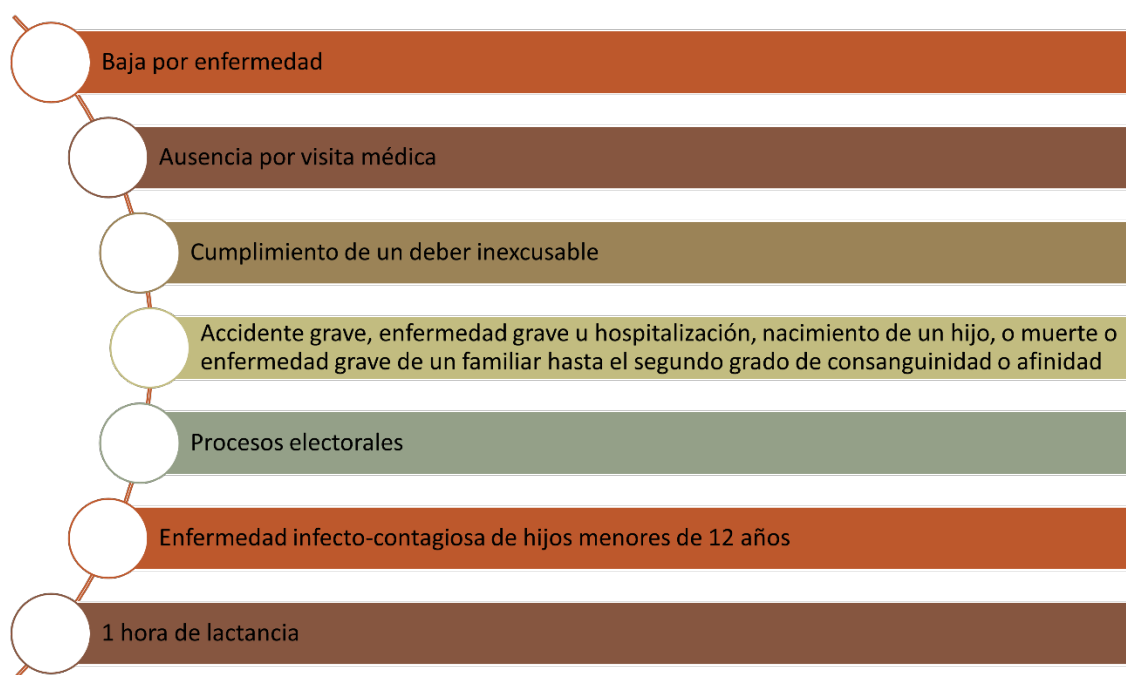 Baja por enfermedad
Ausencia por visita médica
Cumplimiento de un deber inexcusable
Accidente grave, enfermedad grave u hospitalización, nacimiento de un hijo, o muerte o
enfermedad grave de un familiar hasta el segundo grado de consanguinidad o afinidad
Procesos electorales
Enfermedad infecto-contagiosa de hijos menores de 12 años
1 hora de lactancia